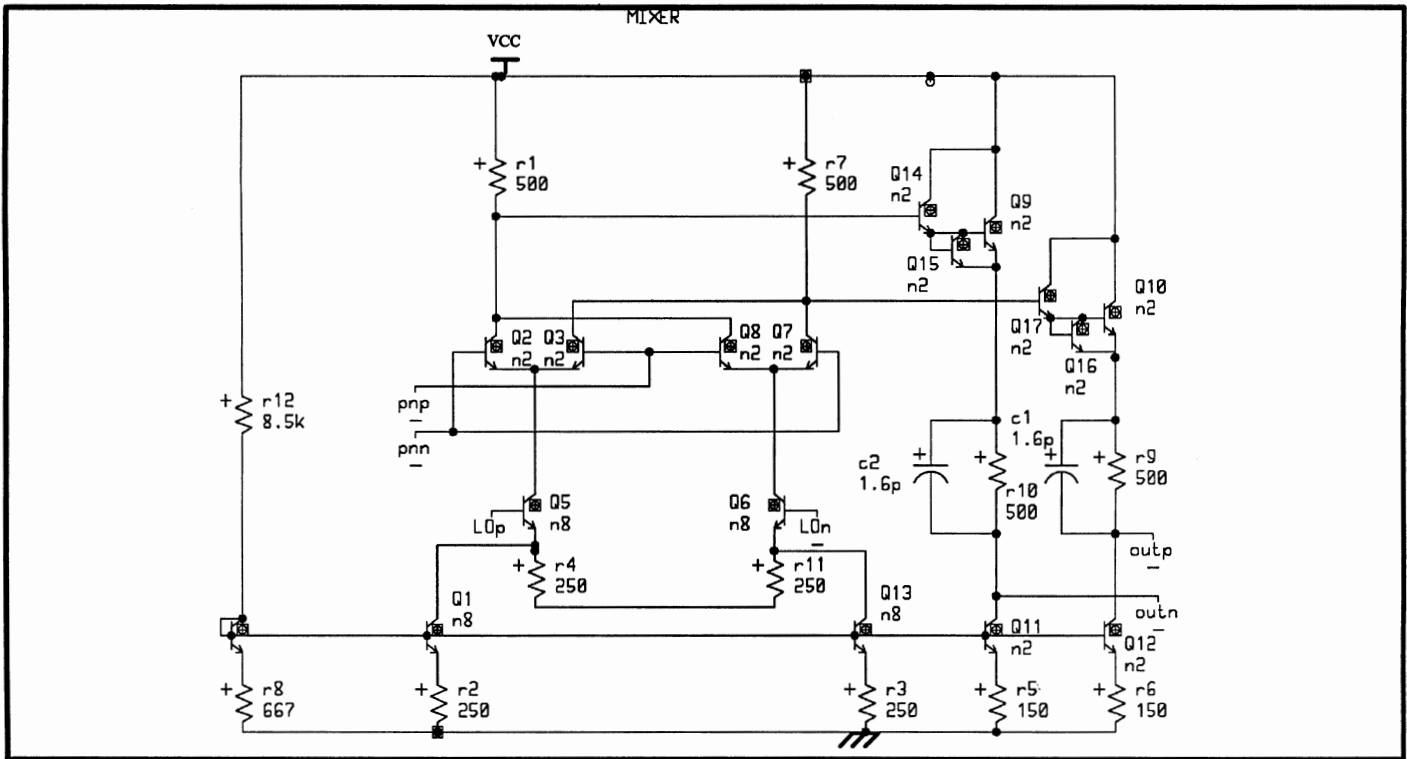 MIXER
VCC
+ r1
500
+ r7
500
Q14
n2
Q9
n2
Q15
n2
Q10
n2
Q17
n2
Q16
n2
Q2
n2
Q3
n2
Q8
n2
Q7
n2
pnp
pnn
+ r12
8.5k
c1
1.6p
c2
1.6p
+ r10
500
+ r9
500
+
+
Q5
n8
Q6
n8
LOp
LOn
outp
outn
+ r4
250
+ r11
250
Q1
n8
Q13
n8
Q11
n2
Q12
n2
+ r8
667
+ r2
250
+ r3
250
+ r5
150
+ r6
150